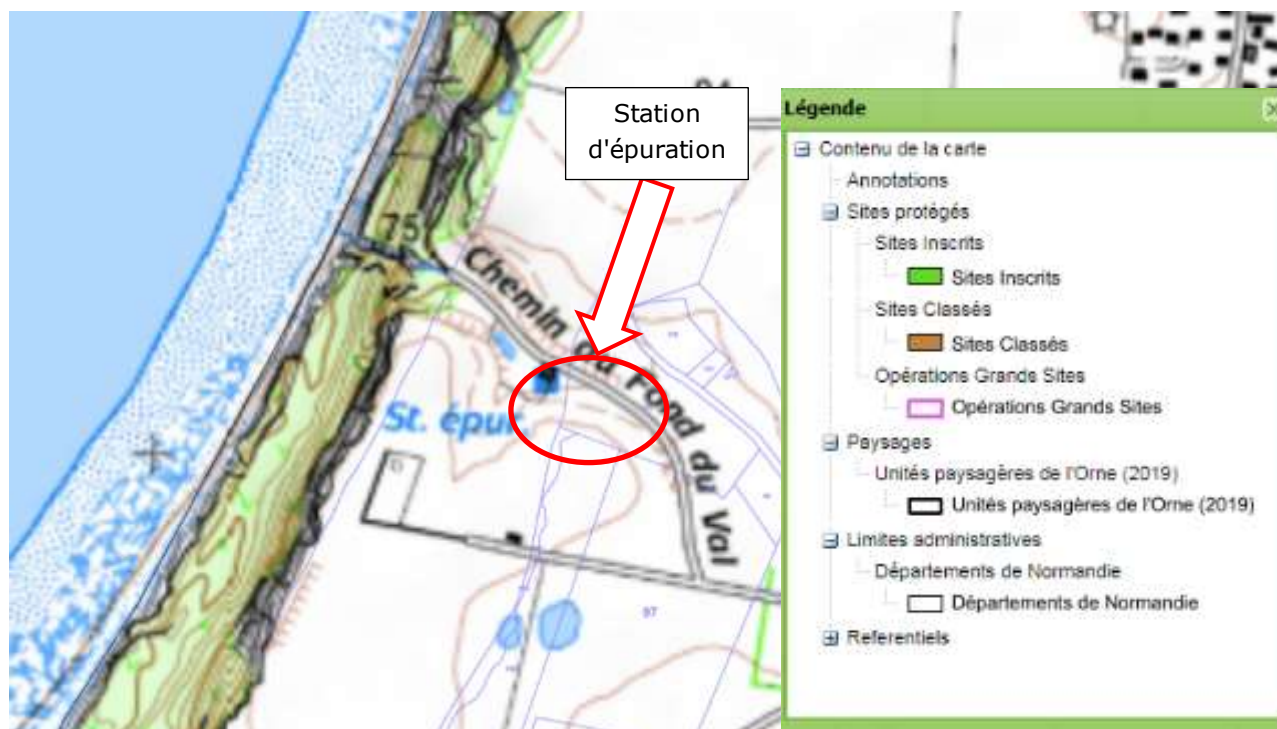 Station
d'épuration
75
Chemin du Fond du Val
St. épur.
97
Légende
Contenu de la carte
Annotations
Sites protégés
Sites Inscrits
Sites Inscrits
Sites Classés
Sites Classés
Opérations Grands Sites
Opérations Grands Sites
Paysages
Unités paysagères de l'Orne (2019)
Unités paysagères de l'Orne (2019)
Limites administratives
Départements de Normandie
Départements de Normandie
Referentiels